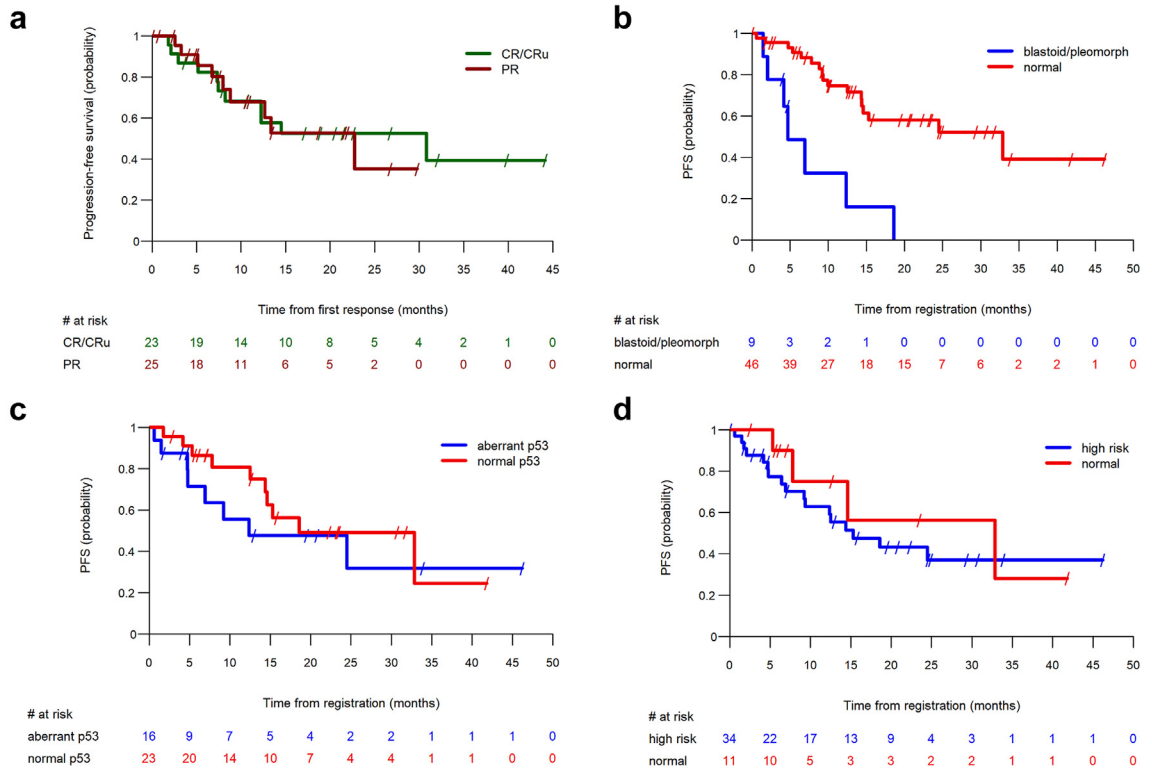 a
Progression-free survival (probability)
1
0.8
0.6
0.4
0.2
0
CR/CRu
PR
0 5 10 15 20 25 30 35 40 45
Time from first response (months)
# at risk
CR/CRu 23 19 14 10 8 5 4 2 1 0
PR 25 18 11 6 5 2 0 0 0 0
b
PFS (probability)
1
0.8
0.6
0.4
0.2
0
blastoid/pleomorph
normal
0 5 10 15 20 25 30 35 40 45 50
Time from registration (months)
# at risk
blastoid/pleomorph 9 3 2 1 0 0 0 0 0 0 0
normal 46 39 27 18 15 7 6 2 2 1 0
c
PFS (probability)
1
0.8
0.6
0.4
0.2
0
aberrant p53
normal p53
0 5 10 15 20 25 30 35 40 45 50
Time from registration (months)
# at risk
aberrant p53 16 9 7 5 4 2 2 1 1 1 0
normal p53 23 20 14 10 7 4 4 1 1 0 0
d
PFS (probability)
1
0.8
0.6
0.4
0.2
0
high risk
normal
0 5 10 15 20 25 30 35 40 45 50
Time from registration (months)
# at risk
high risk 34 22 17 13 9 4 3 1 1 1 0
normal 11 10 5 3 3 2 2 1 1 0 0